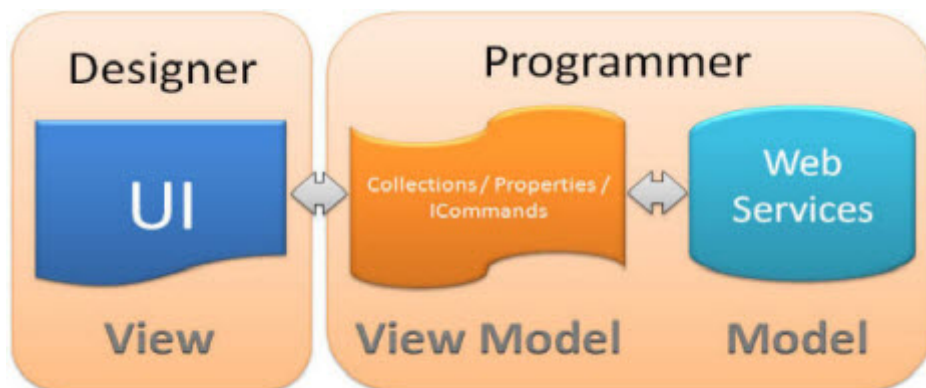 Designer
Programmer
UI
Collections / Properties /
ICommands
Web
Services
View
View Model
Model